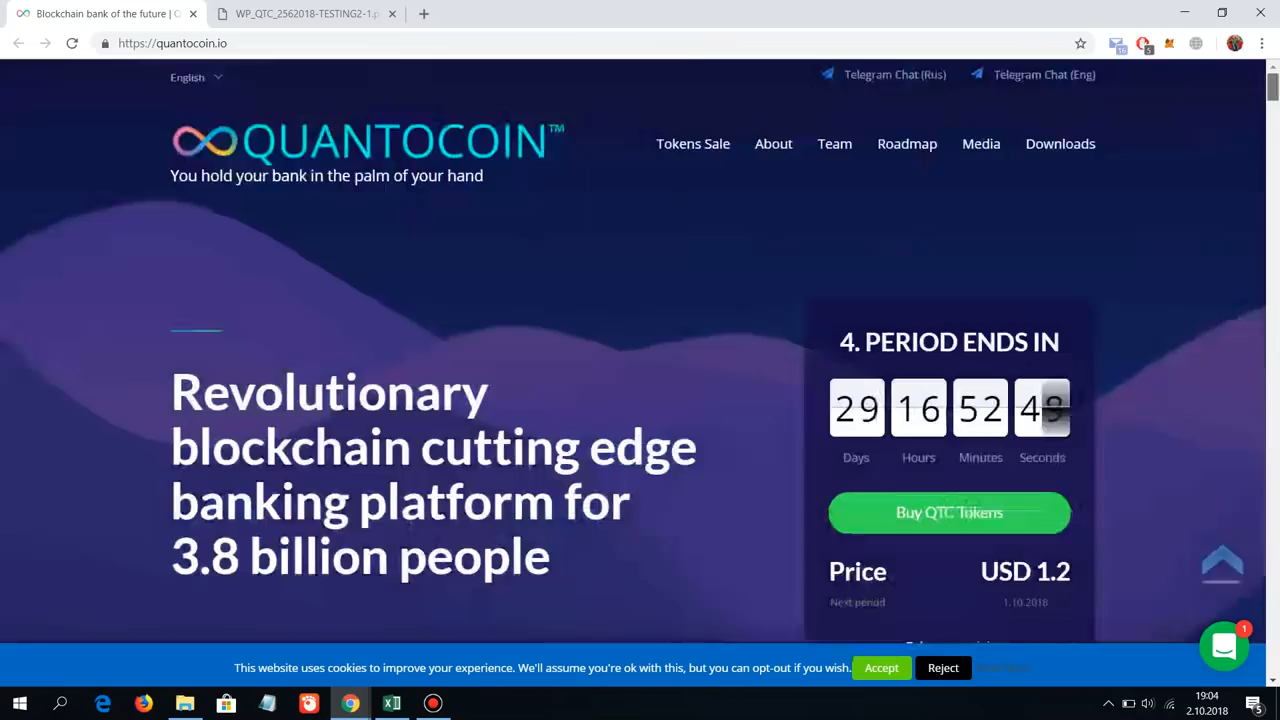 Blockchain bank of the future | Q
WP_QTC_2562018-TESTING2-1.p
https://quantocoin.io
16
5
English
Telegram Chat (Rus)
Telegram Chat (Eng)
QUANTOCOIN™
You hold your bank in the palm of your hand
Tokens Sale
About
Team
Roadmap
Media
Downloads
Revolutionary
blockchain cutting edge
banking platform for
3.8 billion people
4. PERIOD ENDS IN
29 16 52
Days Hours Minutes Seconds
Buy QTC Tokens
Price USD 1.2
Next period 1.10.2018
1
This website uses cookies to improve your experience. We'll assume you're ok with this, but you can opt-out if you wish. Accept Reject
19:04
2.10.2018
5